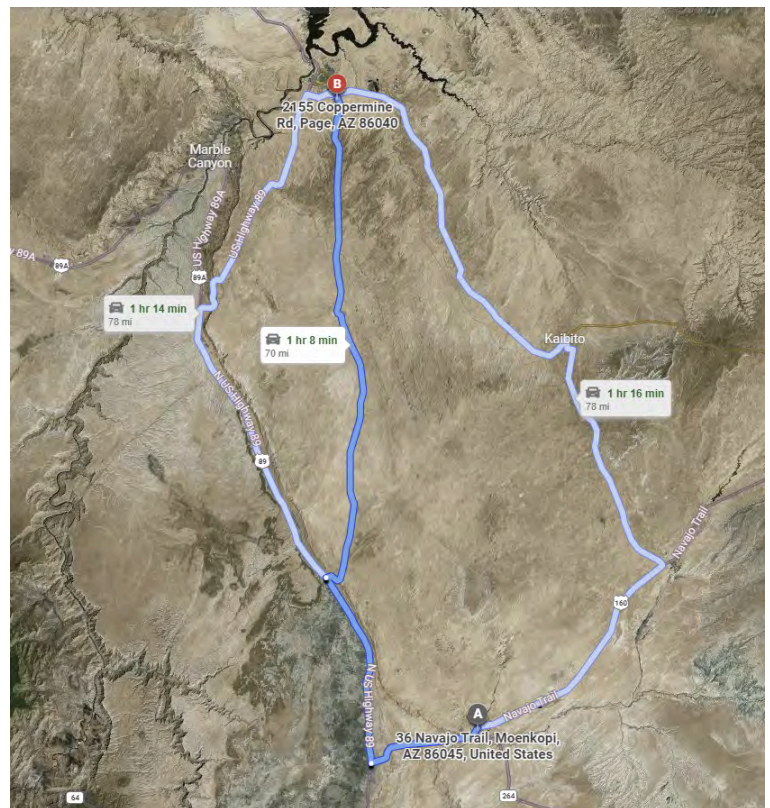 B
2155 Coppermine
Rd, Page, AZ 86040
Marble
Canyon
US Highway 89A
US Highway 89
y 89A
89A
89A
1 hr 14 min
78 mi
1 hr 8 min
70 mi
Kaibito
1 hr 16 min
78 mi
N US Highway 89
89
Navajo Trail
160
N US Highway 89
A
Navajo Trail
36 Navajo Trail, Moenkopi,
AZ 86045, United States
64
264